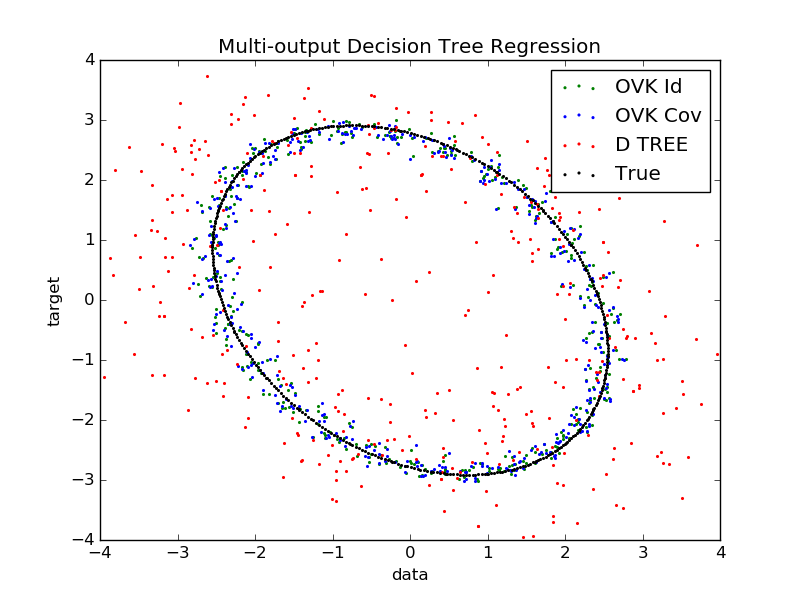 Multi-output Decision Tree Regression
OVK Id
OVK Cov
D TREE
True
4
3
2
1
0
−1
−2
−3
−4
target
−4 −3 −2 −1 0 1 2 3 4
data